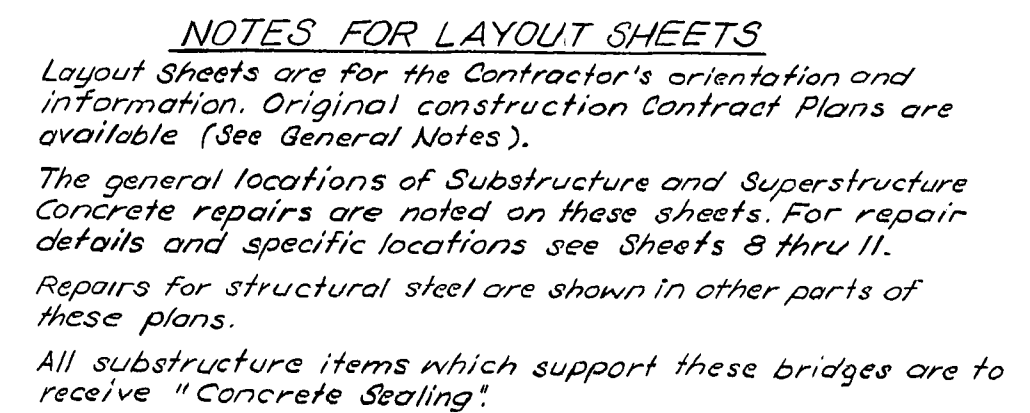 NOTES FOR LAYOUT SHEETS
Layout Sheets are for the Contractor's orientation and
information. Original construction Contract Plans are
available (See General Notes).
The general locations of Substructure and Superstructure
Concrete repairs are noted on these sheets. For repair
details and specific locations see Sheets 8 thru 11.
Repairs for structural steel are shown in other parts of
these plans.
All substructure items which support these bridges are to
receive "Concrete Sealing".